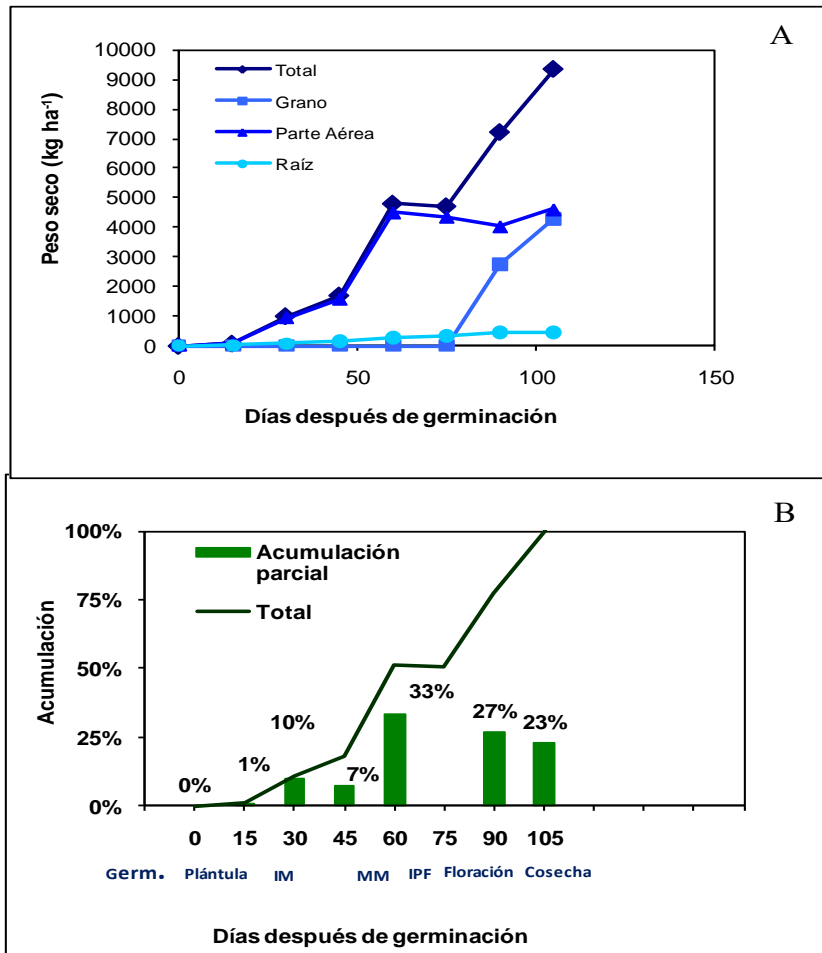 A
10000
9000
8000
7000
6000
5000
4000
3000
2000
1000
0
Peso seco (kg ha⁻¹)
Total
Grano
Parte Aérea
Raíz
0 50 100 150
Días después de germinación
B
100%
75%
50%
25%
0%
Acumulación
Acumulación
parcial
Total
0% 1% 10% 7% 33% 27% 23%
0 15 30 45 60 75 90 105
Germ. Plántula IM MM IPF Floración Cosecha
Días después de germinación